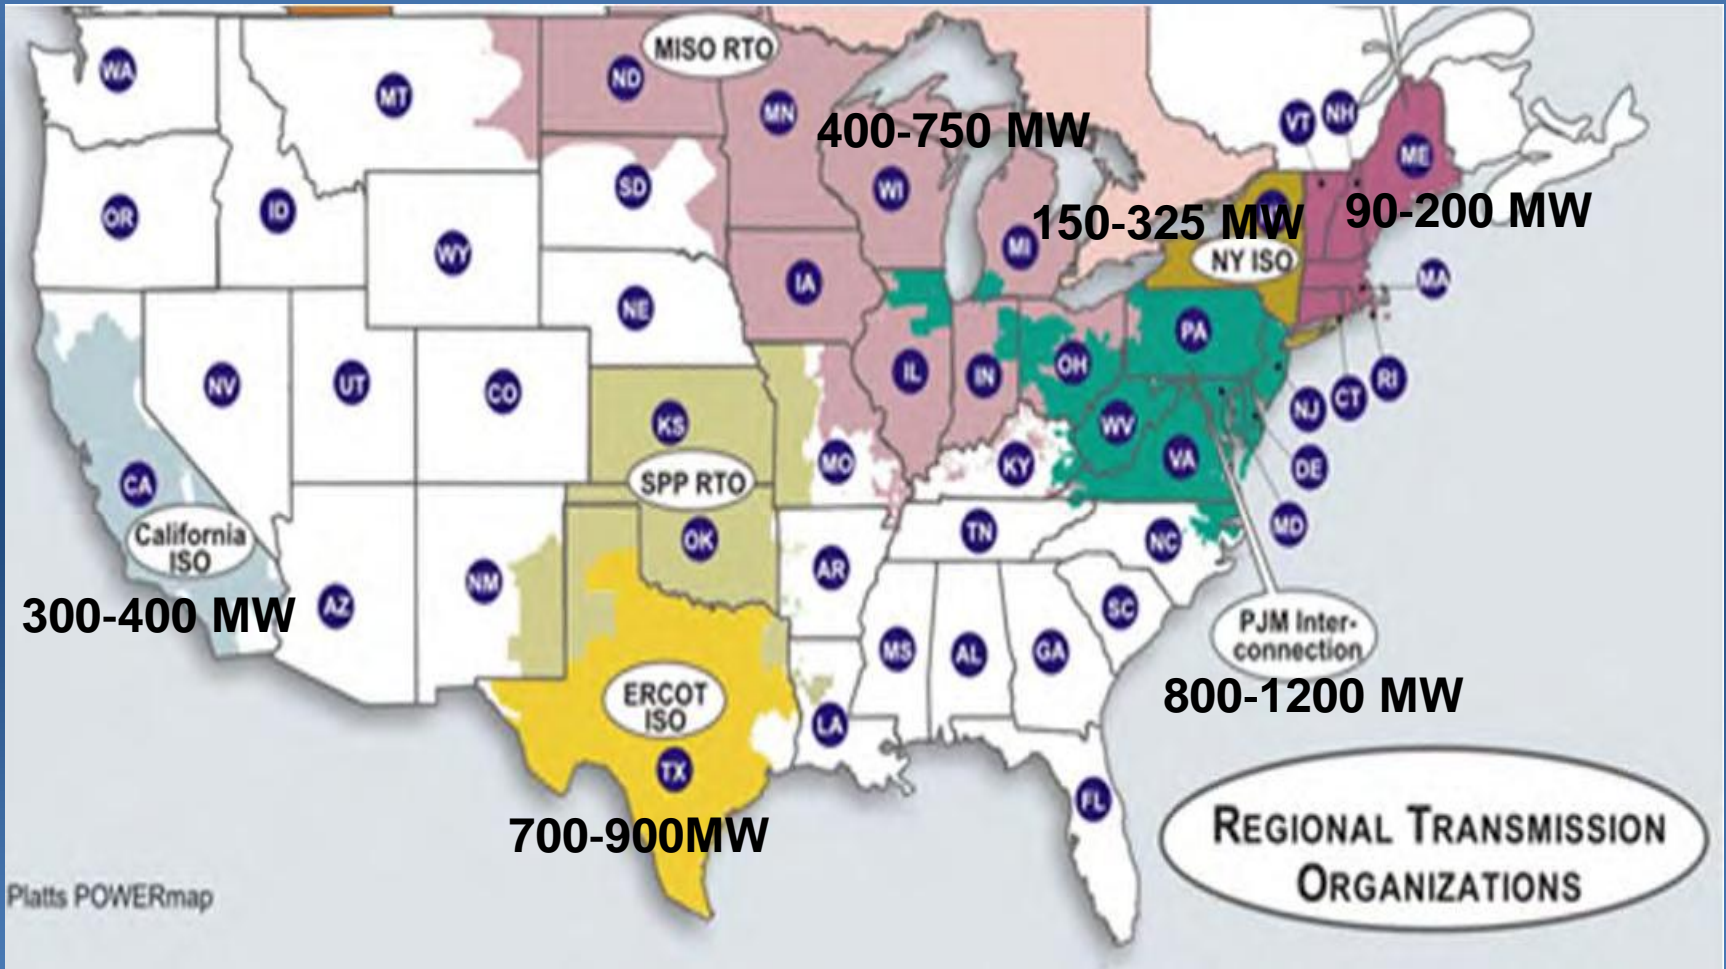 MISO RTO
WA
MT
ND
MN
400-750 MW
VT
NH
ME
OR
ID
SD
WI
150-325 MW
90-200 MW
WY
MI
NY ISO
MA
IA
NE
PA
NV
UT
CO
IL
IN
OH
RI
CT
NJ
KS
WV
VA
DE
MO
KY
CA
SPP RTO
California
ISO
OK
TN
NC
MD
AR
NM
AZ
SC
300-400 MW
PJM Inter-
connection
MS
AL
GA
ERCOT
ISO
800-1200 MW
LA
TX
FL
700-900MW
REGIONAL TRANSMISSION
ORGANIZATIONS
Platts POWERmap